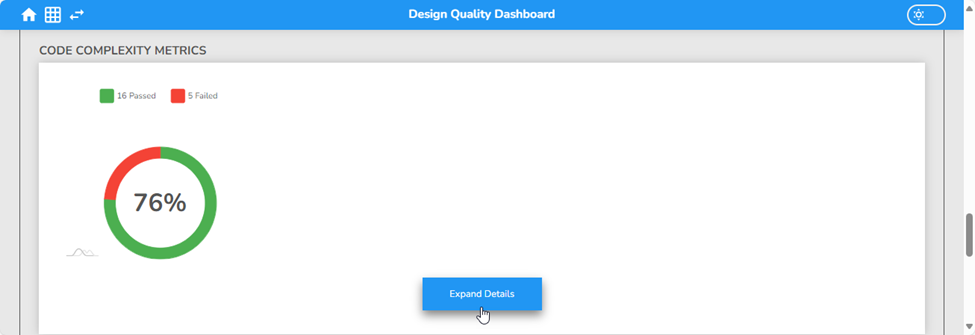 Design Quality Dashboard
CODE COMPLEXITY METRICS
16 Passed 5 Failed
76%
Expand Details